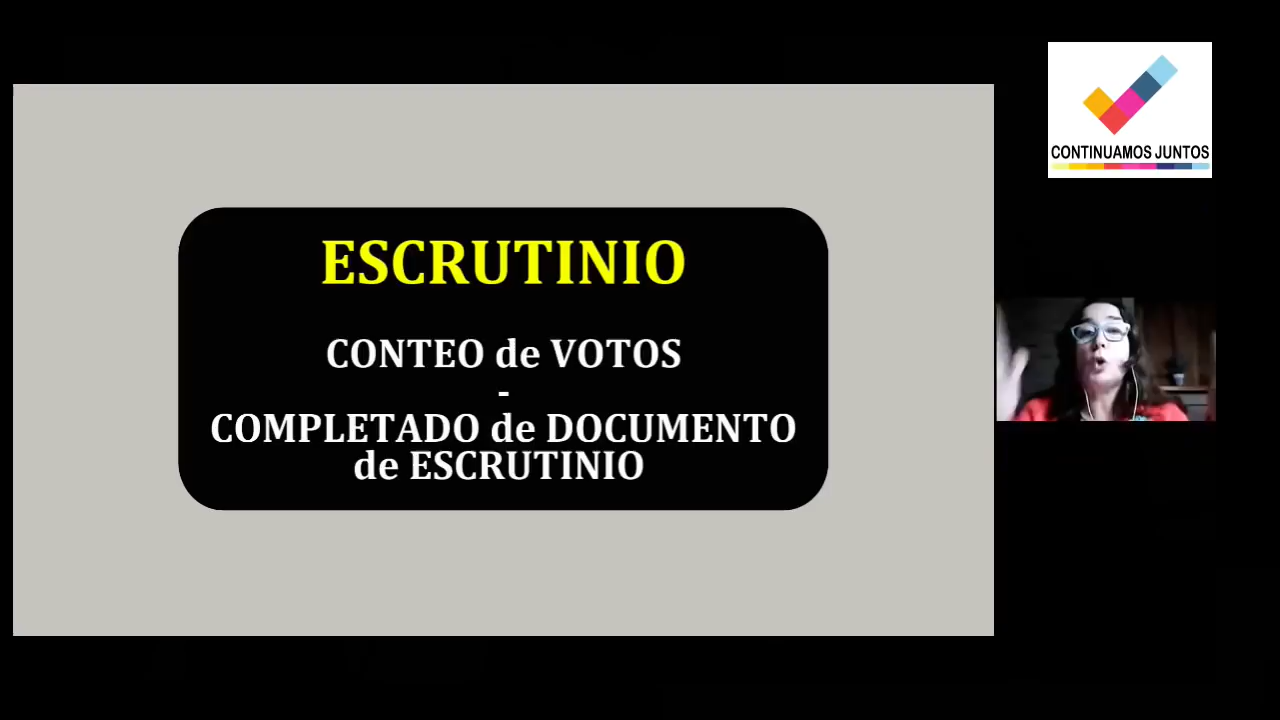 ESCRUTINIO
CONTEO de VOTOS
-
COMPLETADO de DOCUMENTO
de ESCRUTINIO
CONTINUAMOS JUNTOS